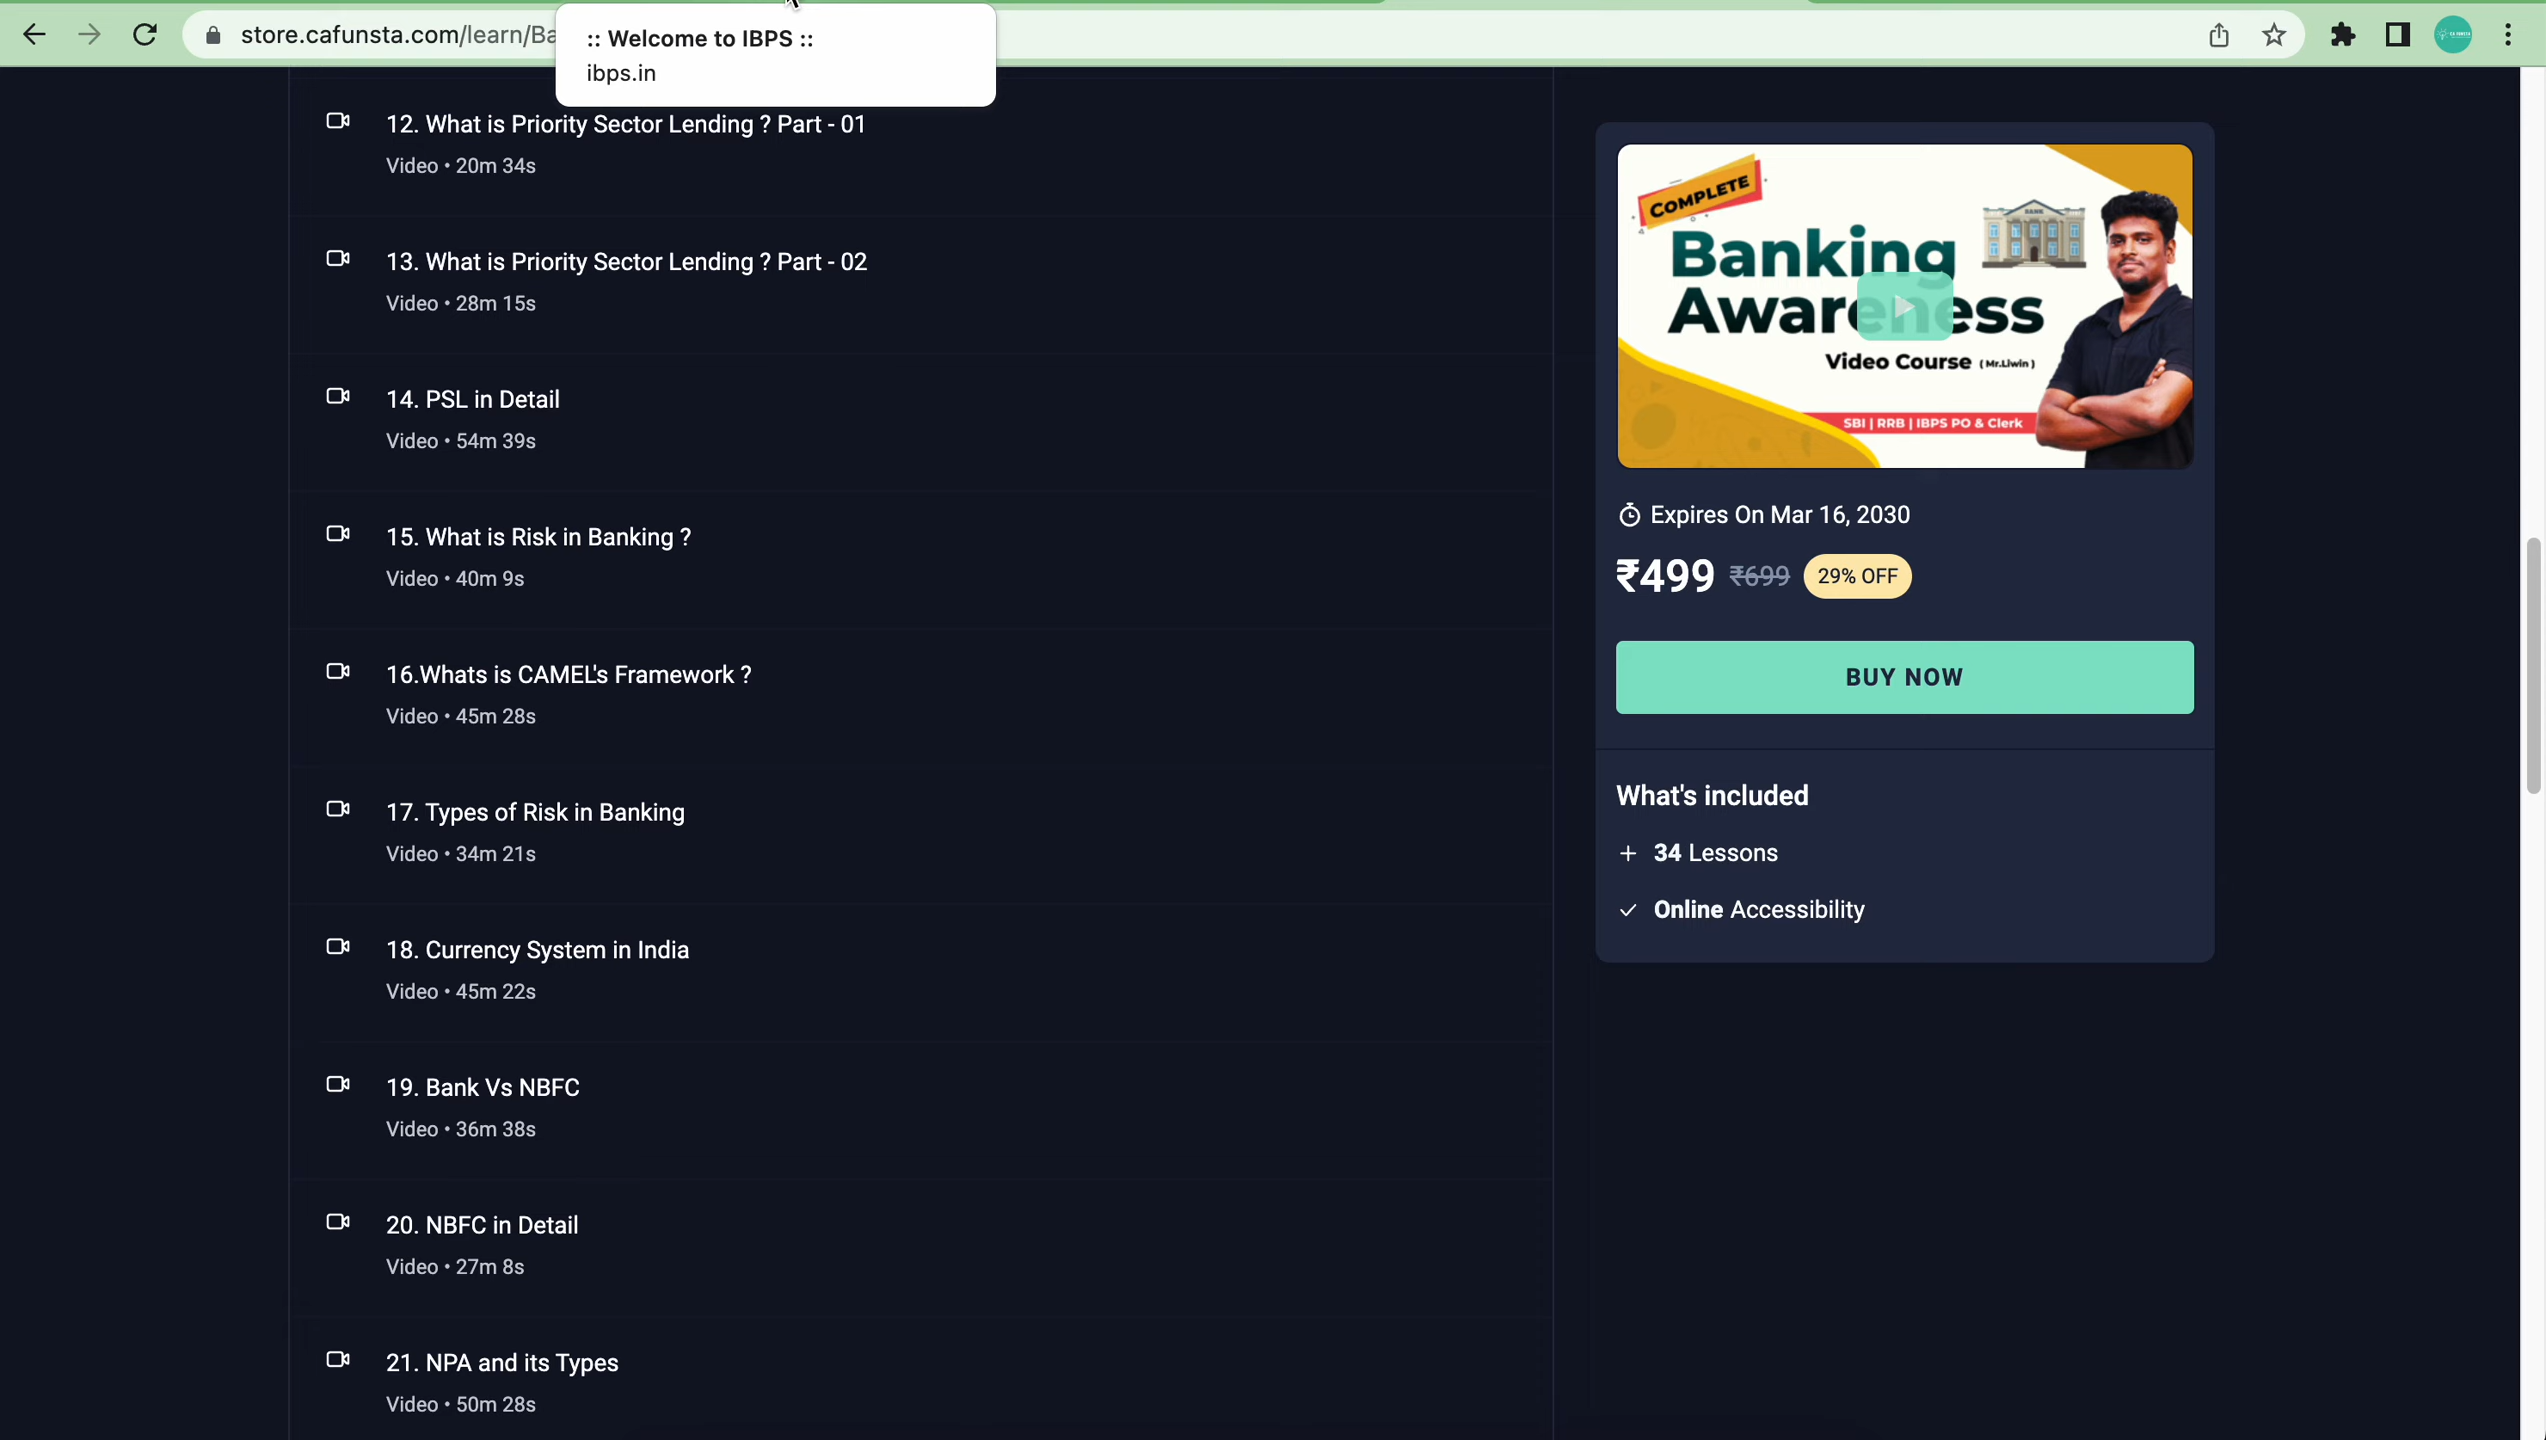 store.cafunsta.com/learn/Ba
:: Welcome to IBPS ::
ibps.in
12. What is Priority Sector Lending ? Part - 01
Video • 20m 34s
13. What is Priority Sector Lending ? Part - 02
Video • 28m 15s
14. PSL in Detail
Video • 54m 39s
15. What is Risk in Banking ?
Video • 40m 9s
16.Whats is CAMEL's Framework ?
Video • 45m 28s
17. Types of Risk in Banking
Video • 34m 21s
18. Currency System in India
Video • 45m 22s
19. Bank Vs NBFC
Video • 36m 38s
20. NBFC in Detail
Video • 27m 8s
21. NPA and its Types
Video • 50m 28s
COMPLETE
BANK
Banking
Awareness
Video Course (Mr.Liwin)
SBI | RRB | IBPS PO & Clerk
Expires On Mar 16, 2030
₹499 ₹699 29% OFF
BUY NOW
What's included
+ 34 Lessons
✓ Online Accessibility